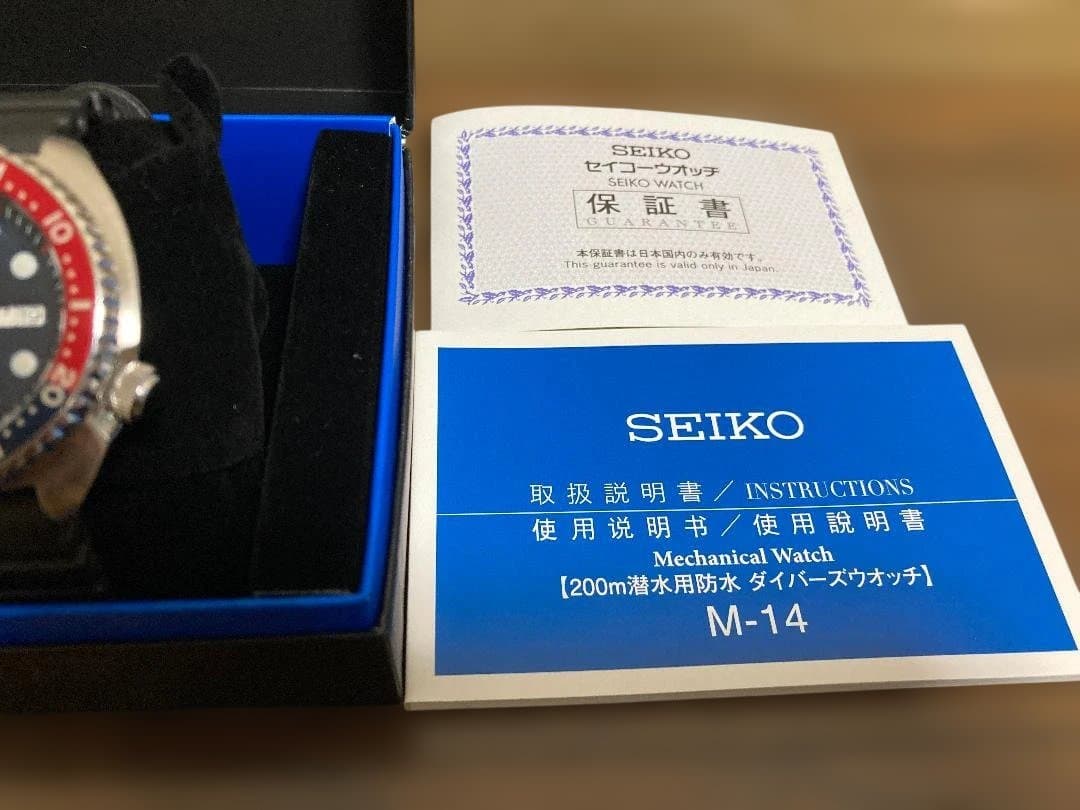 10
20
SEIKO
セイコーウオッチ
SEIKO WATCH
保証書
GUARANTEE
本保証書は日本国内のみ有効です。
This guarantee is valid only in Japan.
SEIKO
取扱説明書／INSTRUCTIONS
使用说明书／使用說明書
Mechanical Watch
【200m潜水用防水 ダイバーズウオッチ】
M-14